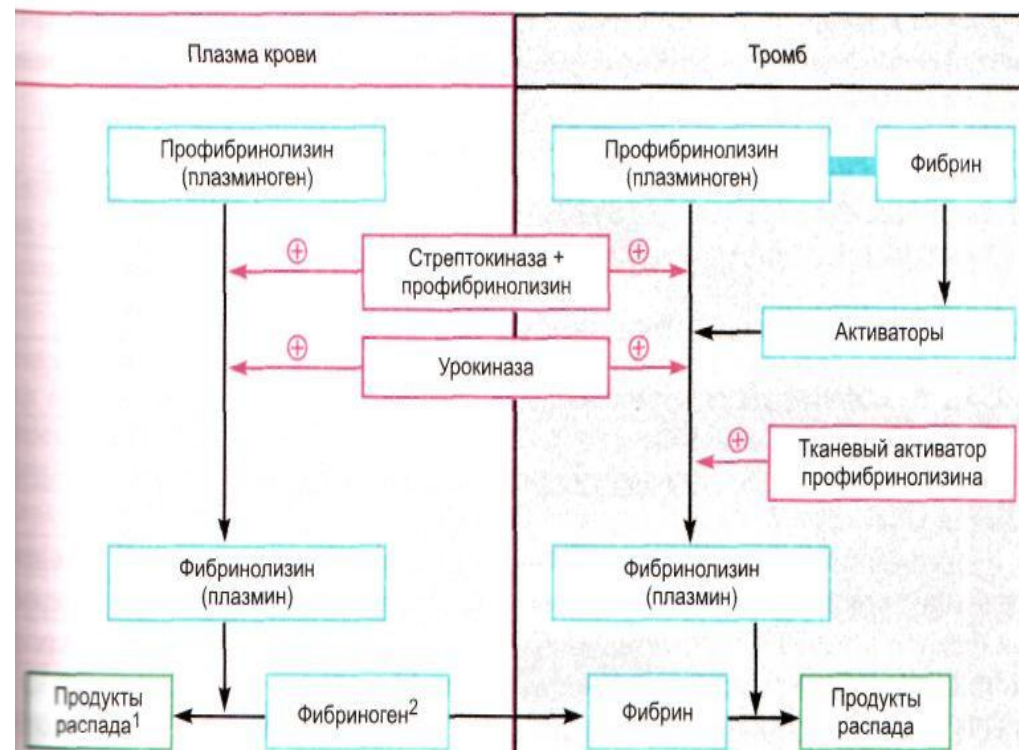 Плазма крови
Тромб
Профибринолизин
(плазминоген)
Профибринолизин
(плазминоген)
Фибрин
+
Стрептокиназа +
профибринолизин
+
Активаторы
+
Урокиназа
+
+
Тканевый активатор
профибринолизина
Фибринолизин
(плазмин)
Фибринолизин
(плазмин)
Продукты
распада¹
Фибриноген²
Фибрин
Продукты
распада